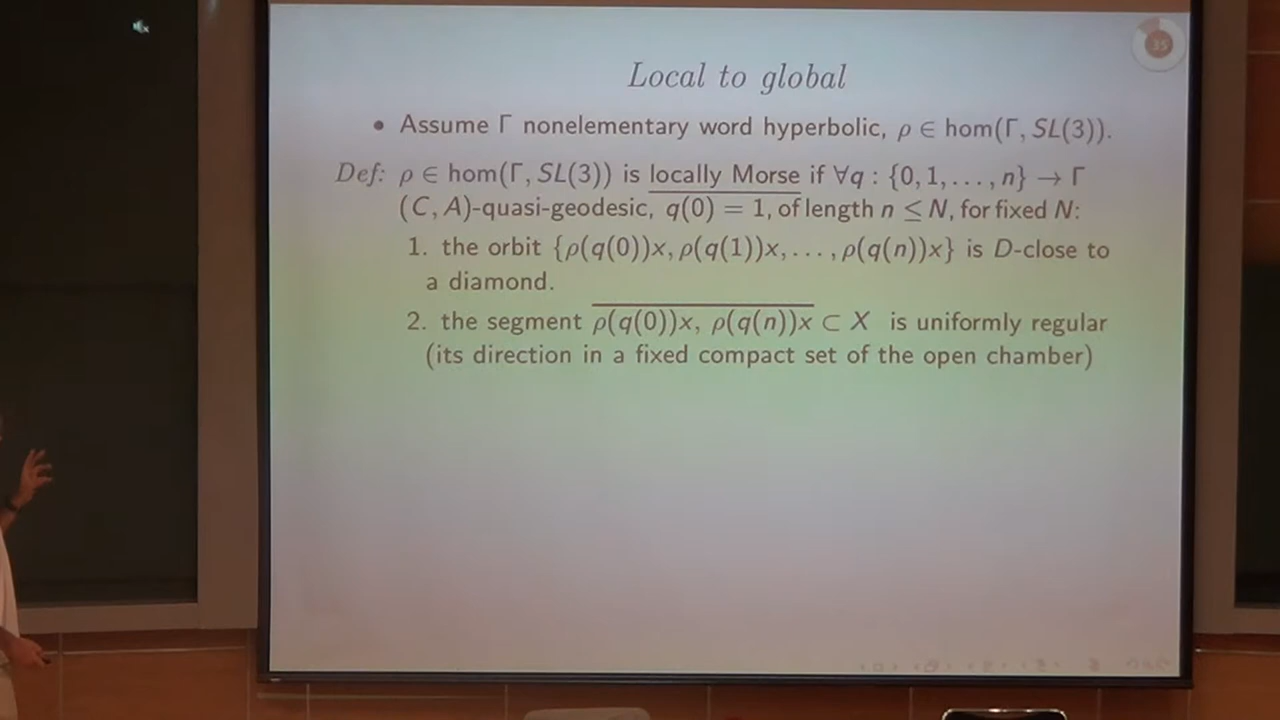 35
Local to global
• Assume Γ nonelementary word hyperbolic, ρ ∈ hom(Γ, SL(3)).
Def: ρ ∈ hom(Γ, SL(3)) is locally Morse if ∀q : {0, 1, . . . , n} → Γ
(C, A)-quasi-geodesic, q(0) = 1, of length n ≤ N, for fixed N:
1. the orbit {ρ(q(0))x, ρ(q(1))x, . . . , ρ(q(n))x} is D-close to
a diamond.
2. the segment ρ(q(0))x, ρ(q(n))x ⊂ X is uniformly regular
(its direction in a fixed compact set of the open chamber)